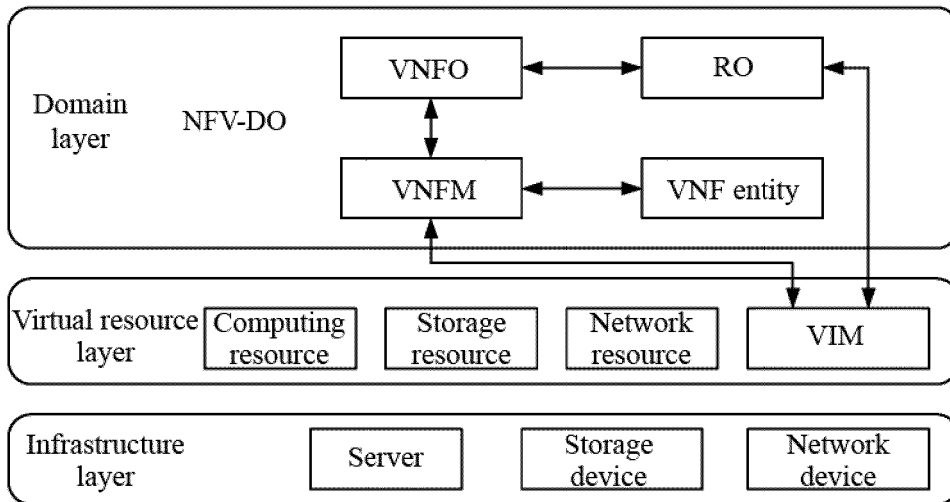 VNFO
RO
Domain
layer
NFV-DO
VNFM
VNF entity
Virtual resource
layer
Computing
resource
Storage
resource
Network
resource
VIM
Infrastructure
layer
Server
Storage
device
Network
device